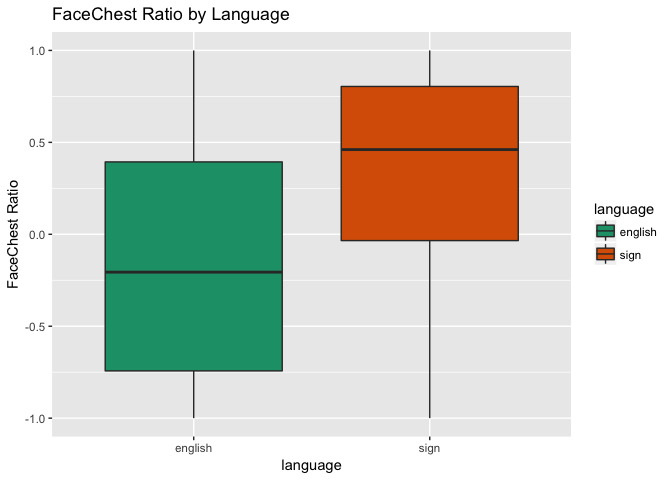 FaceChest Ratio by Language
FaceChest Ratio
1.0
0.5
0.0
-0.5
-1.0
english
sign
language
language
english
sign